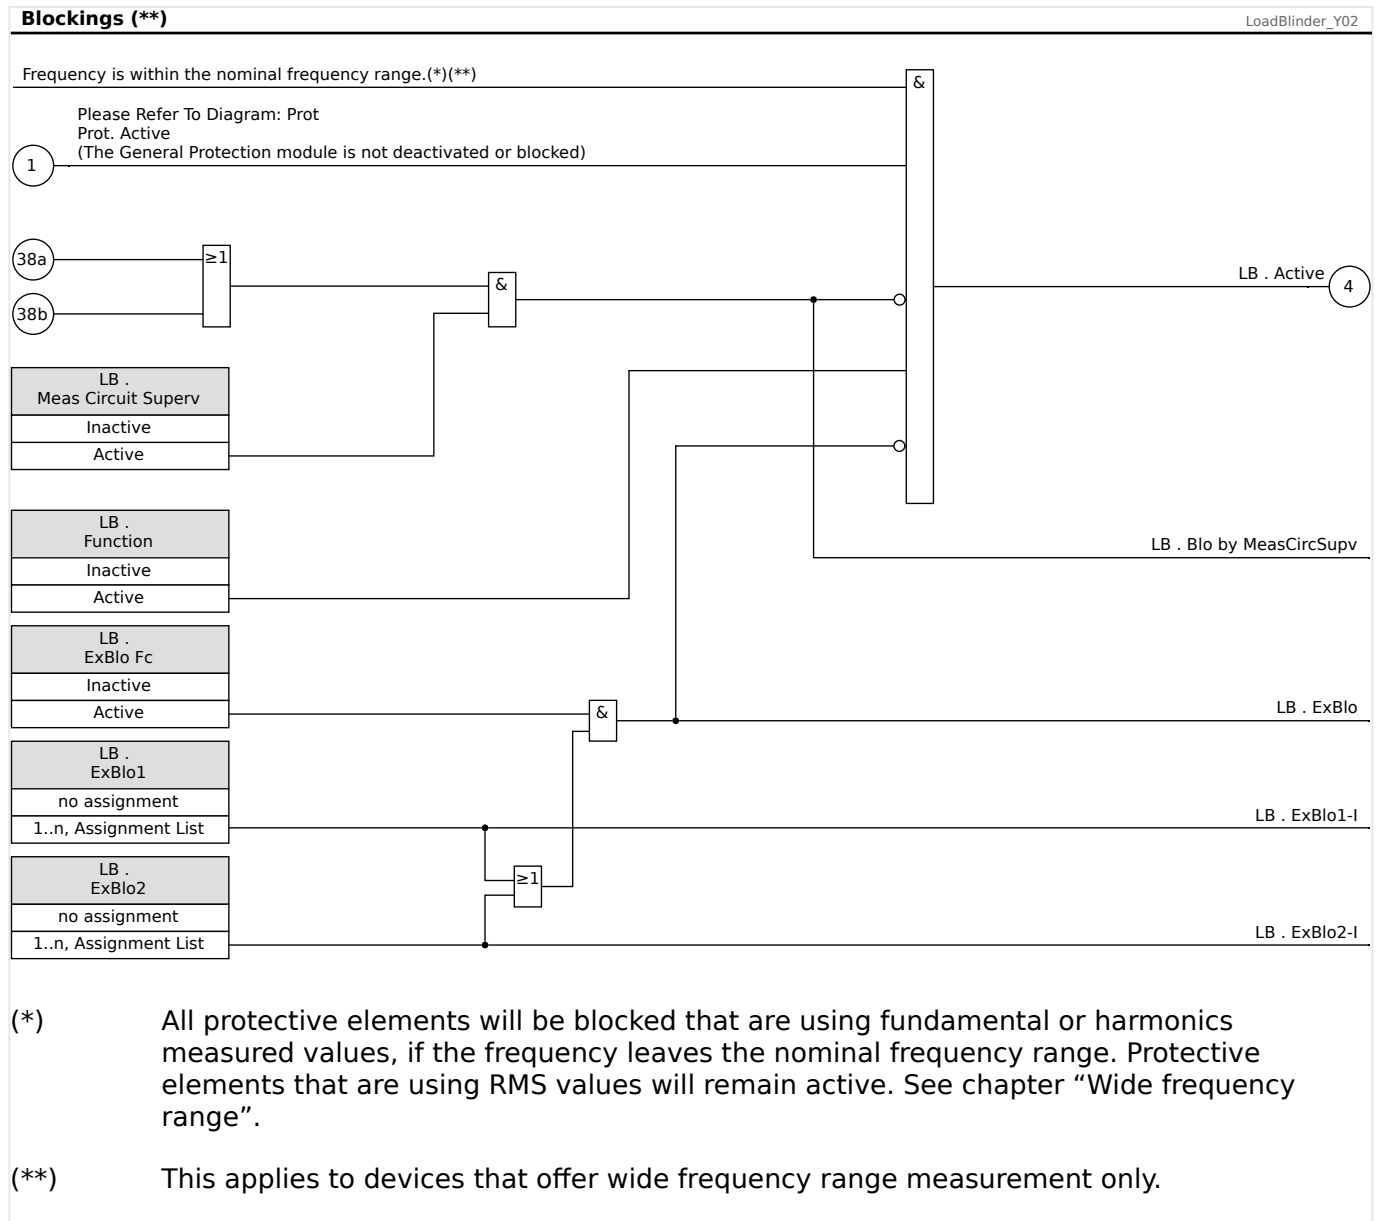 Blockings (**)
LoadBlinder_Y02
Frequency is within the nominal frequency range.(*)(**)
&
Please Refer To Diagram: Prot
Prot. Active
(The General Protection module is not deactivated or blocked)
1
38a
≥1
38b
&
LB . Active
4
LB .
Meas Circuit Superv
Inactive
Active
LB .
Function
Inactive
Active
LB . Blo by MeasCircSupv
LB .
ExBlo Fc
Inactive
Active
&
LB . ExBlo
LB .
ExBlo1
no assignment
1..n, Assignment List
LB . ExBlo1-I
≥1
LB .
ExBlo2
no assignment
1..n, Assignment List
LB . ExBlo2-I
(*) All protective elements will be blocked that are using fundamental or harmonics
measured values, if the frequency leaves the nominal frequency range. Protective
elements that are using RMS values will remain active. See chapter “Wide frequency
range”.
(**) This applies to devices that offer wide frequency range measurement only.